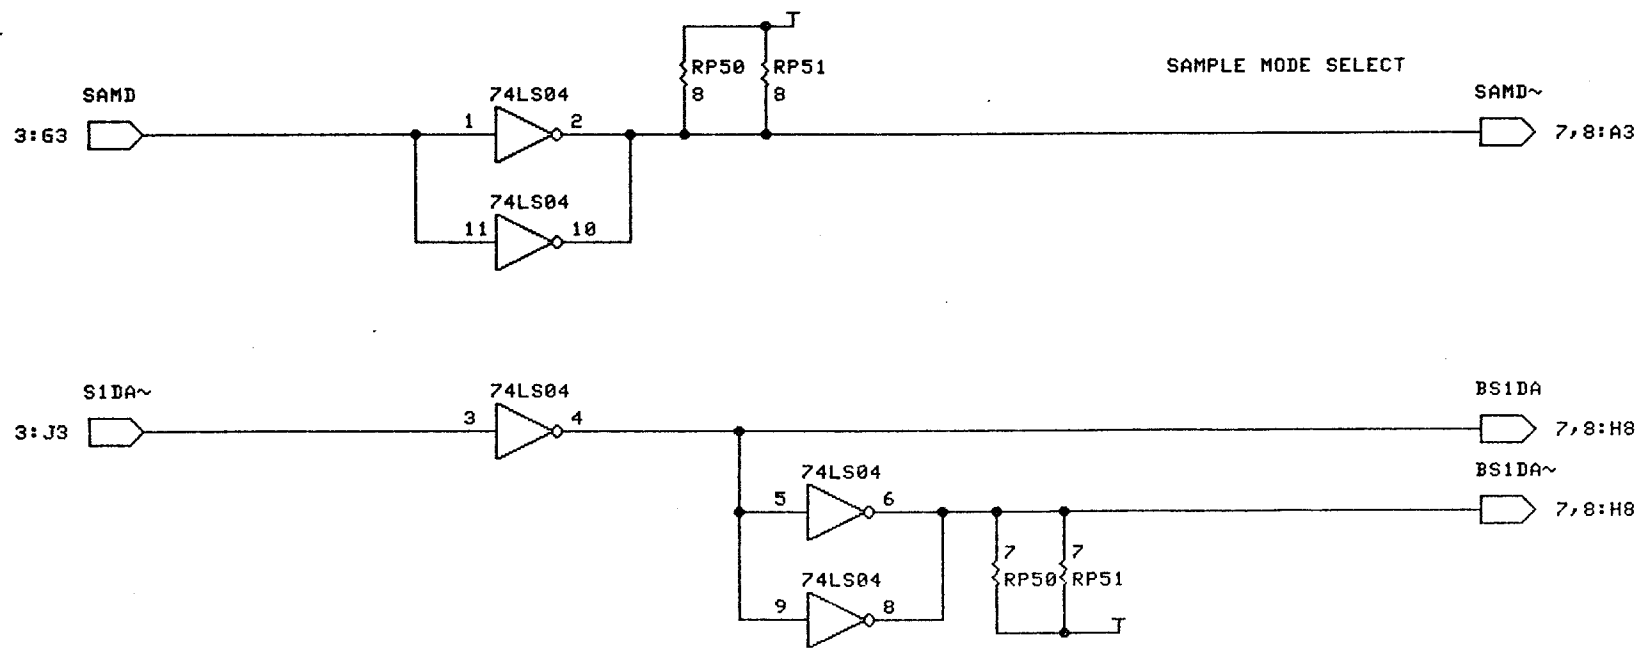 RP50 RP51
8 8
SAMPLE MODE SELECT
SAMD
74LS04
SAMD~
3:G3
1
2
7,8:A3
74LS04
11
10
S1DA~
74LS04
BS1DA
3:J3
3
4
7,8:H8
74LS04
BS1DA~
5
6
7,8:H8
7 7
RP50 RP51
74LS04
9
8